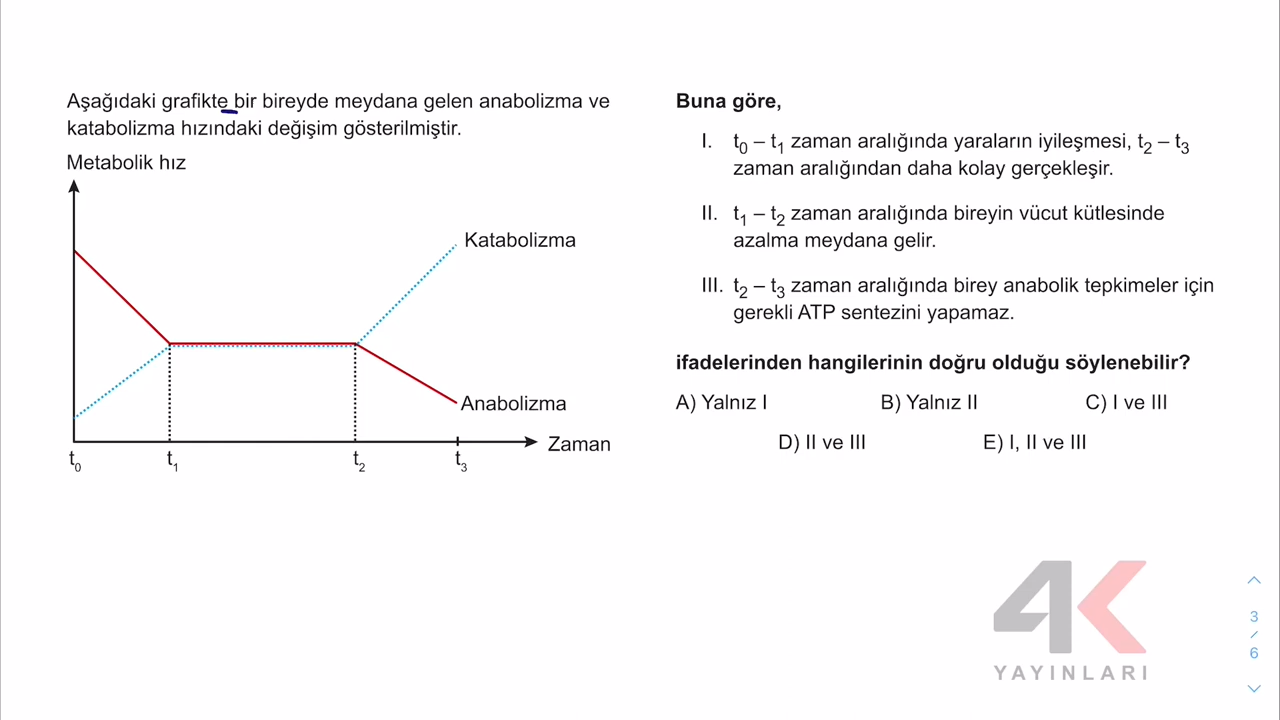 Aşağıdaki grafikte bir bireyde meydana gelen anabolizma ve
katabolizma hızındaki değişim gösterilmiştir.
Metabolik hız
Katabolizma
Anabolizma
Zaman
t0
t1
t2
t3
Buna göre,
I. t0 – t1 zaman aralığında yaraların iyileşmesi, t2 – t3
zaman aralığından daha kolay gerçekleşir.
II. t1 – t2 zaman aralığında bireyin vücut kütlesinde
azalma meydana gelir.
III. t2 – t3 zaman aralığında birey anabolik tepkimeler için
gerekli ATP sentezini yapamaz.
ifadelerinden hangilerinin doğru olduğu söylenebilir?
A) Yalnız I B) Yalnız II C) I ve III
D) II ve III E) I, II ve III
4K
YAYINLARI
3
/
6